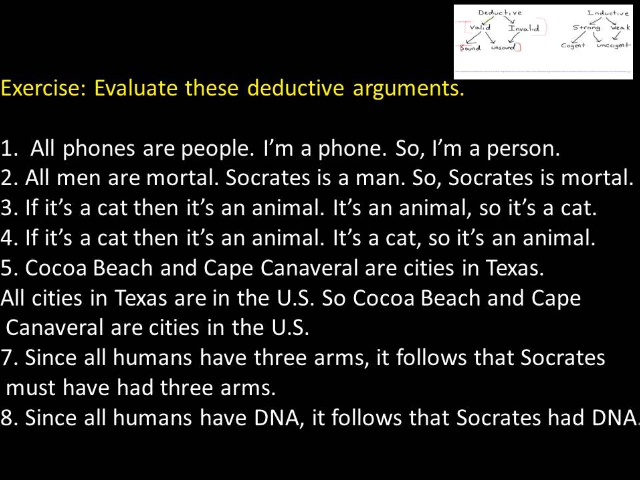 Deductive Inductive
Valid Invalid Strong Weak
Sound unsound Cogent uncogent
Exercise: Evaluate these deductive arguments.
1. All phones are people. I’m a phone. So, I’m a person.
2. All men are mortal. Socrates is a man. So, Socrates is mortal.
3. If it’s a cat then it’s an animal. It’s an animal, so it’s a cat.
4. If it’s a cat then it’s an animal. It’s a cat, so it’s an animal.
5. Cocoa Beach and Cape Canaveral are cities in Texas.
All cities in Texas are in the U.S. So Cocoa Beach and Cape
Canaveral are cities in the U.S.
7. Since all humans have three arms, it follows that Socrates
must have had three arms.
8. Since all humans have DNA, it follows that Socrates had DNA.